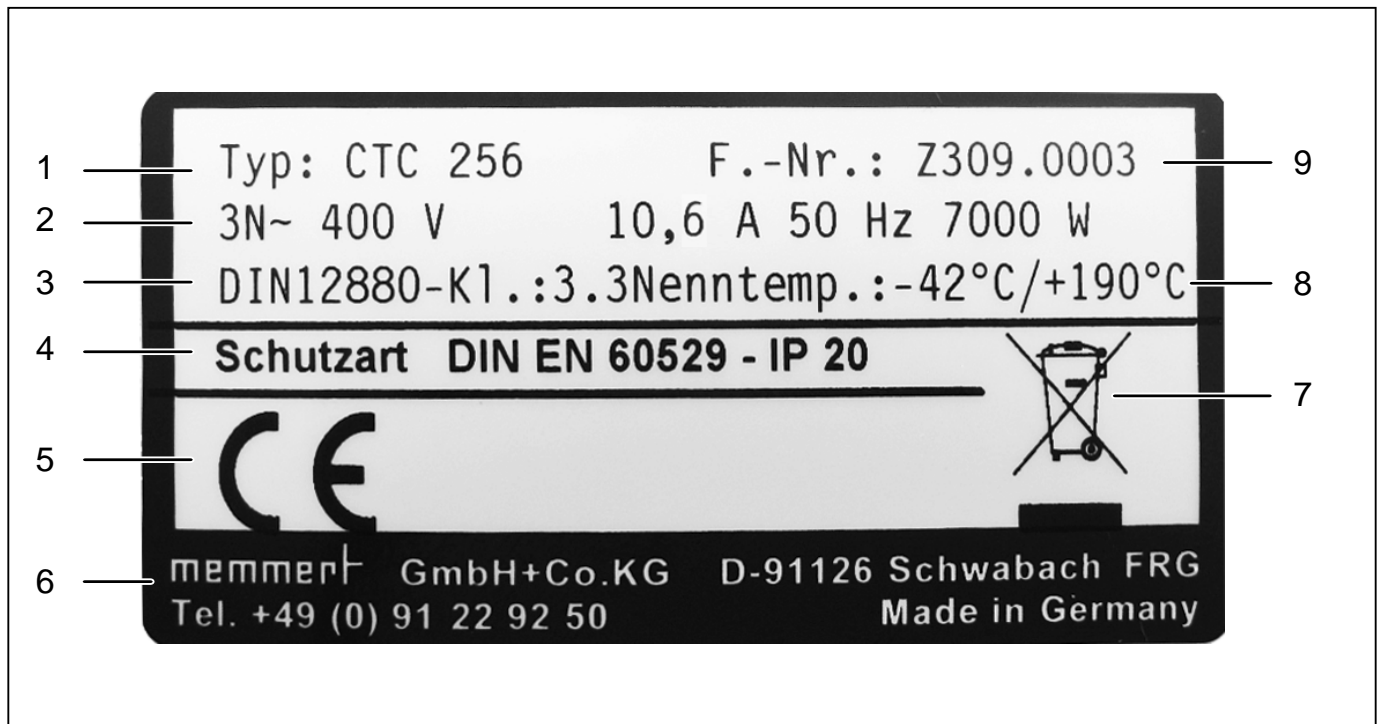 1 Typ: CTC 256 F.-Nr.: Z309.0003 9
2 3N~ 400 V 10,6 A 50 Hz 7000 W
3 DIN12880-Kl.:3.3Nenntemp.:-42°C/+190°C 8
4 Schutzart DIN EN 60529 - IP 20
7
5 CE
6 memmert GmbH+Co.KG D-91126 Schwabach FRG
Tel. +49 (0) 91 22 92 50 Made in Germany